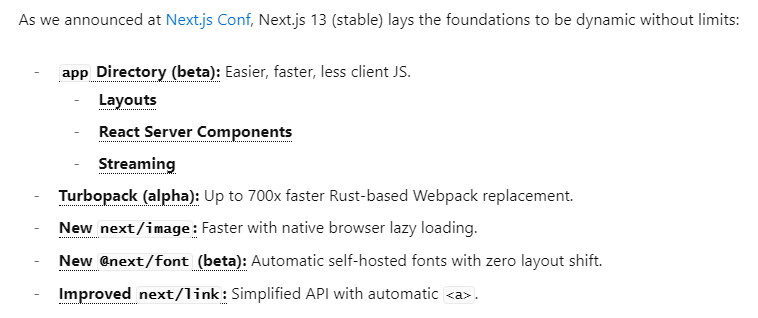 As we announced at Next.js Conf, Next.js 13 (stable) lays the foundations to be dynamic without limits:
- app Directory (beta): Easier, faster, less client JS.
- Layouts
- React Server Components
- Streaming
- Turbopack (alpha): Up to 700x faster Rust-based Webpack replacement.
- New next/image: Faster with native browser lazy loading.
- New @next/font (beta): Automatic self-hosted fonts with zero layout shift.
- Improved next/link: Simplified API with automatic <a>.